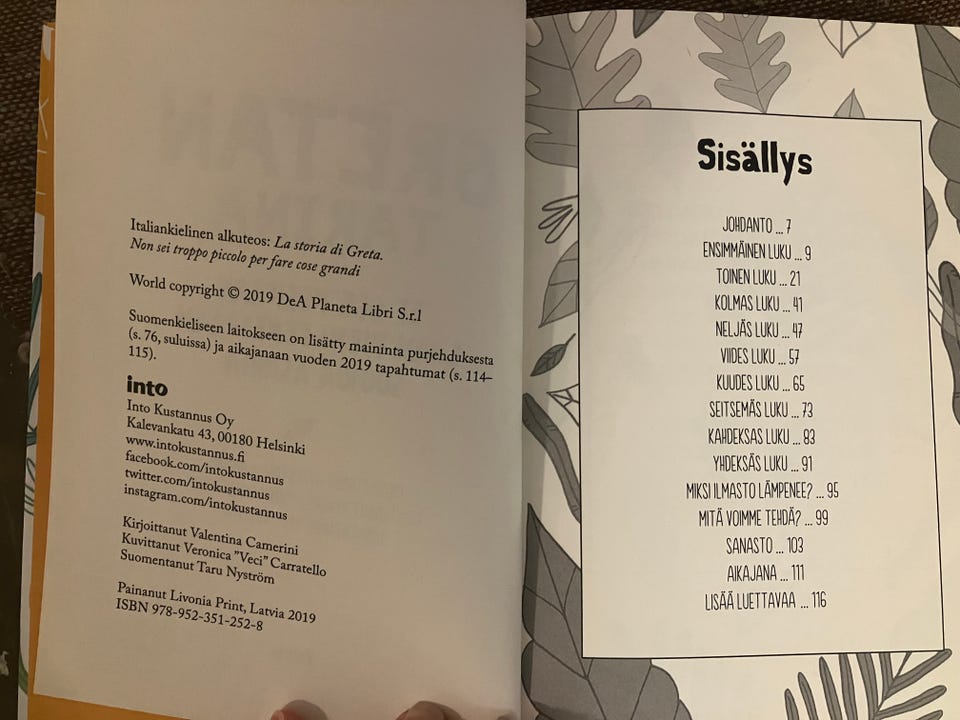 Italiankielinen alkuteos: La storia di Greta.
Non sei troppo piccolo per fare cose grandi
World copyright © 2019 DeA Planeta Libri S.r.l
Suomenkieliseen laitokseen on lisätty maininta purjehduksesta
(s. 76, suluissa) ja aikajanaan vuoden 2019 tapahtumat (s. 114–
115).
into
Into Kustannus Oy
Kalevankatu 43, 00180 Helsinki
www.intokustannus.fi
facebook.com/intokustannus
twitter.com/intokustannus
instagram.com/intokustannus
Kirjoittanut Valentina Camerini
Kuvittanut Veronica ”Veci” Carratello
Suomentanut Taru Nyström
Painanut Livonia Print, Latvia 2019
ISBN 978-952-351-252-8
Sisällys
JOHDANTO ... 7
ENSIMMÄINEN LUKU ... 9
TOINEN LUKU ... 21
KOLMAS LUKU ... 41
NELJÄS LUKU ... 47
VIIDES LUKU ... 57
KUUDES LUKU ... 65
SEITSEMÄS LUKU ... 73
KAHDEKSAS LUKU ... 83
YHDEKSÄS LUKU ... 91
MIKSI ILMASTO LÄMPENEE? ... 95
MITÄ VOIMME TEHDÄ? ... 99
SANASTO ... 103
AIKAJANA ... 111
LISÄÄ LUETTAVAA ... 116